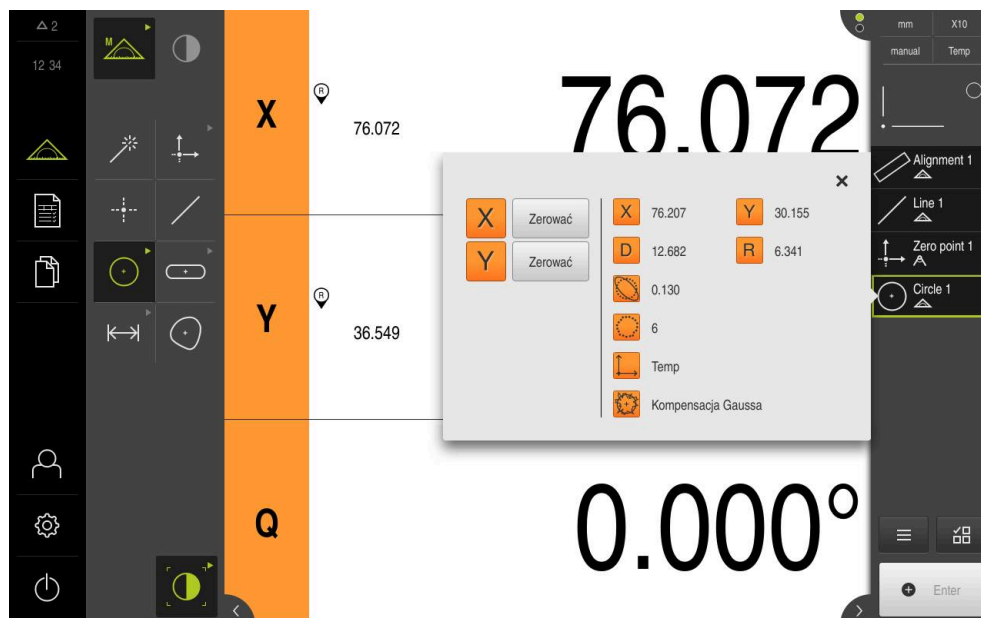 2
12 34
M
X
R
76.072
76.072
Y
R
36.549
Q
0.000°
X Zerować
Y Zerować
X 76.207 Y 30.155
D 12.682 R 6.341
0.130
6
Temp
Kompensacja Gaussa
mm X10
manual Temp
Alignment 1
Line 1
Zero point 1
Circle 1
Enter